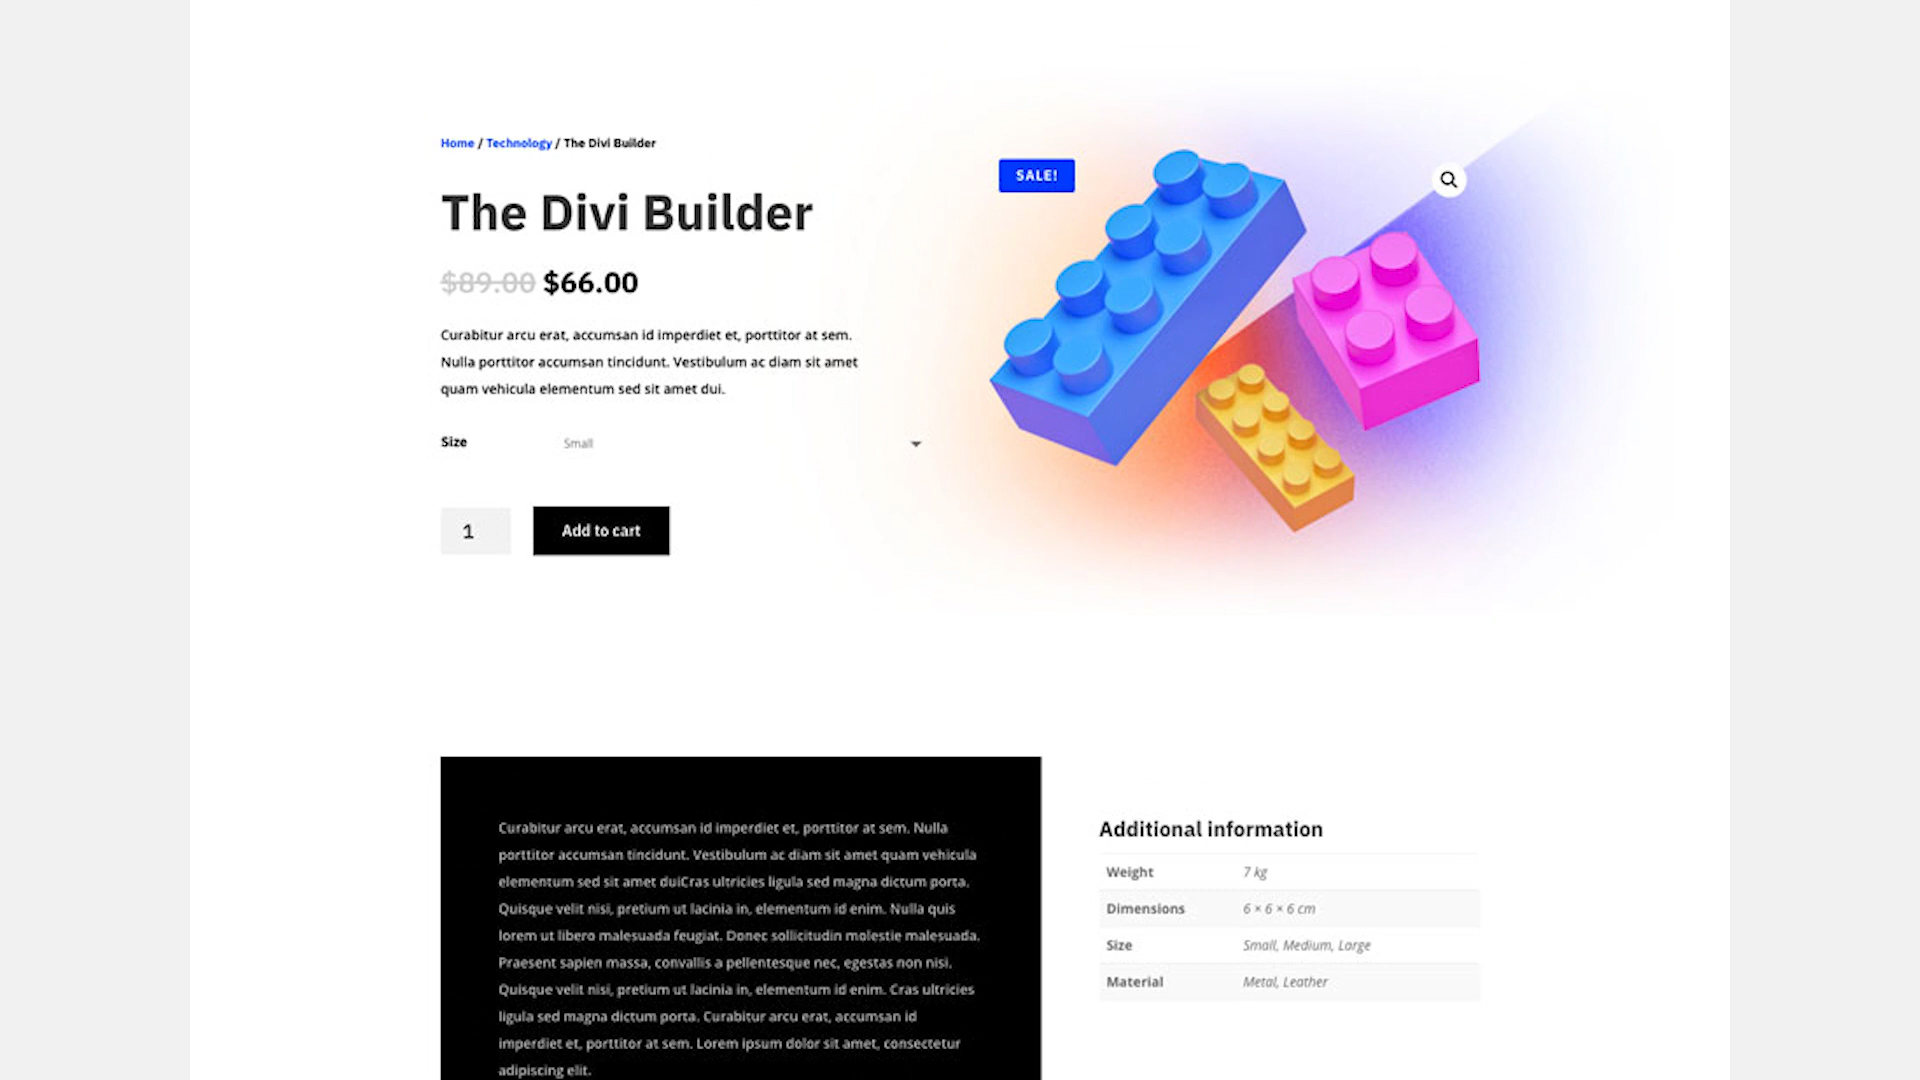 Home / Technology / The Divi Builder
SALE!
The Divi Builder
$89.00 $66.00
Curabitur arcu erat, accumsan id imperdiet et, porttitor at sem.
Nulla porttitor accumsan tincidunt. Vestibulum ac diam sit amet
quam vehicula elementum sed sit amet dui.
Size Small
1 Add to cart
Curabitur arcu erat, accumsan id imperdiet et, porttitor at sem. Nulla
porttitor accumsan tincidunt. Vestibulum ac diam sit amet quam vehicula
elementum sed sit amet duiCras ultricies ligula sed magna dictum porta.
Quisque velit nisi, pretium ut lacinia in, elementum id enim. Nulla quis
lorem ut libero malesuada feugiat. Donec sollicitudin molestie malesuada.
Praesent sapien massa, convallis a pellentesque nec, egestas non nisi.
Quisque velit nisi, pretium ut lacinia in, elementum id enim. Cras ultricies
ligula sed magna dictum porta. Curabitur arcu erat, accumsan id
imperdiet et, porttitor at sem. Lorem ipsum dolor sit amet, consectetur
adipiscing elit.
Additional information
Weight 7 kg
Dimensions 6 × 6 × 6 cm
Size Small, Medium, Large
Material Metal, Leather